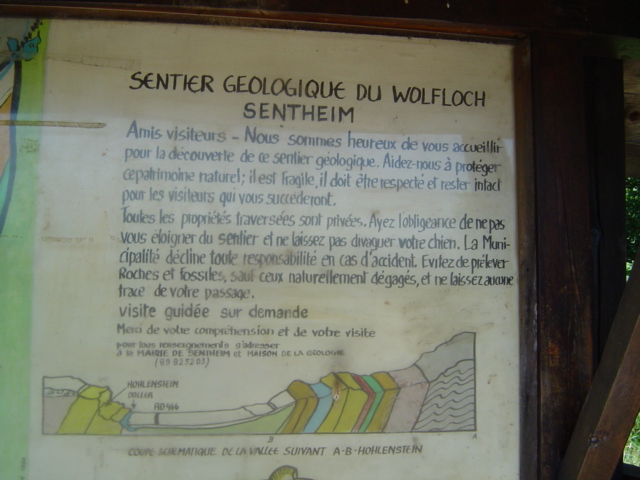 SENTIER GEOLOGIQUE DU WOLFLOCH
SENTHEIM
Amis visiteurs - Nous sommes heureux de vous accueillir
pour la découverte de ce sentier géologique. Aidez-nous à protéger
ce patrimoine naturel; il est fragile, il doit être respecté et rester intact
pour les visiteurs qui vous succéderont.
Toutes les propriétés traversées sont privées. Ayez l'obligeance de ne pas
vous éloigner du sentier et ne laissez pas divaguer votre chien. La Muni-
cipalité décline toute responsabilité en cas d'accident. Evitez de prélever
Roches et fossiles, sauf ceux naturellement dégagés, et ne laissez aucune
trace de votre passage.
visite guidée sur demande
Merci de votre compréhension et de votre visite
pour tous renseignements s'adresser
à la MAIRIE DE SENTHEIM et MAISON DE LA GEOLOGIE
HOHLENSTEIN
DOLLER
RD 466
B
A
COUPE SCHEMATIQUE DE LA VALLEE SUIVANT A-B-HOHLENSTEIN